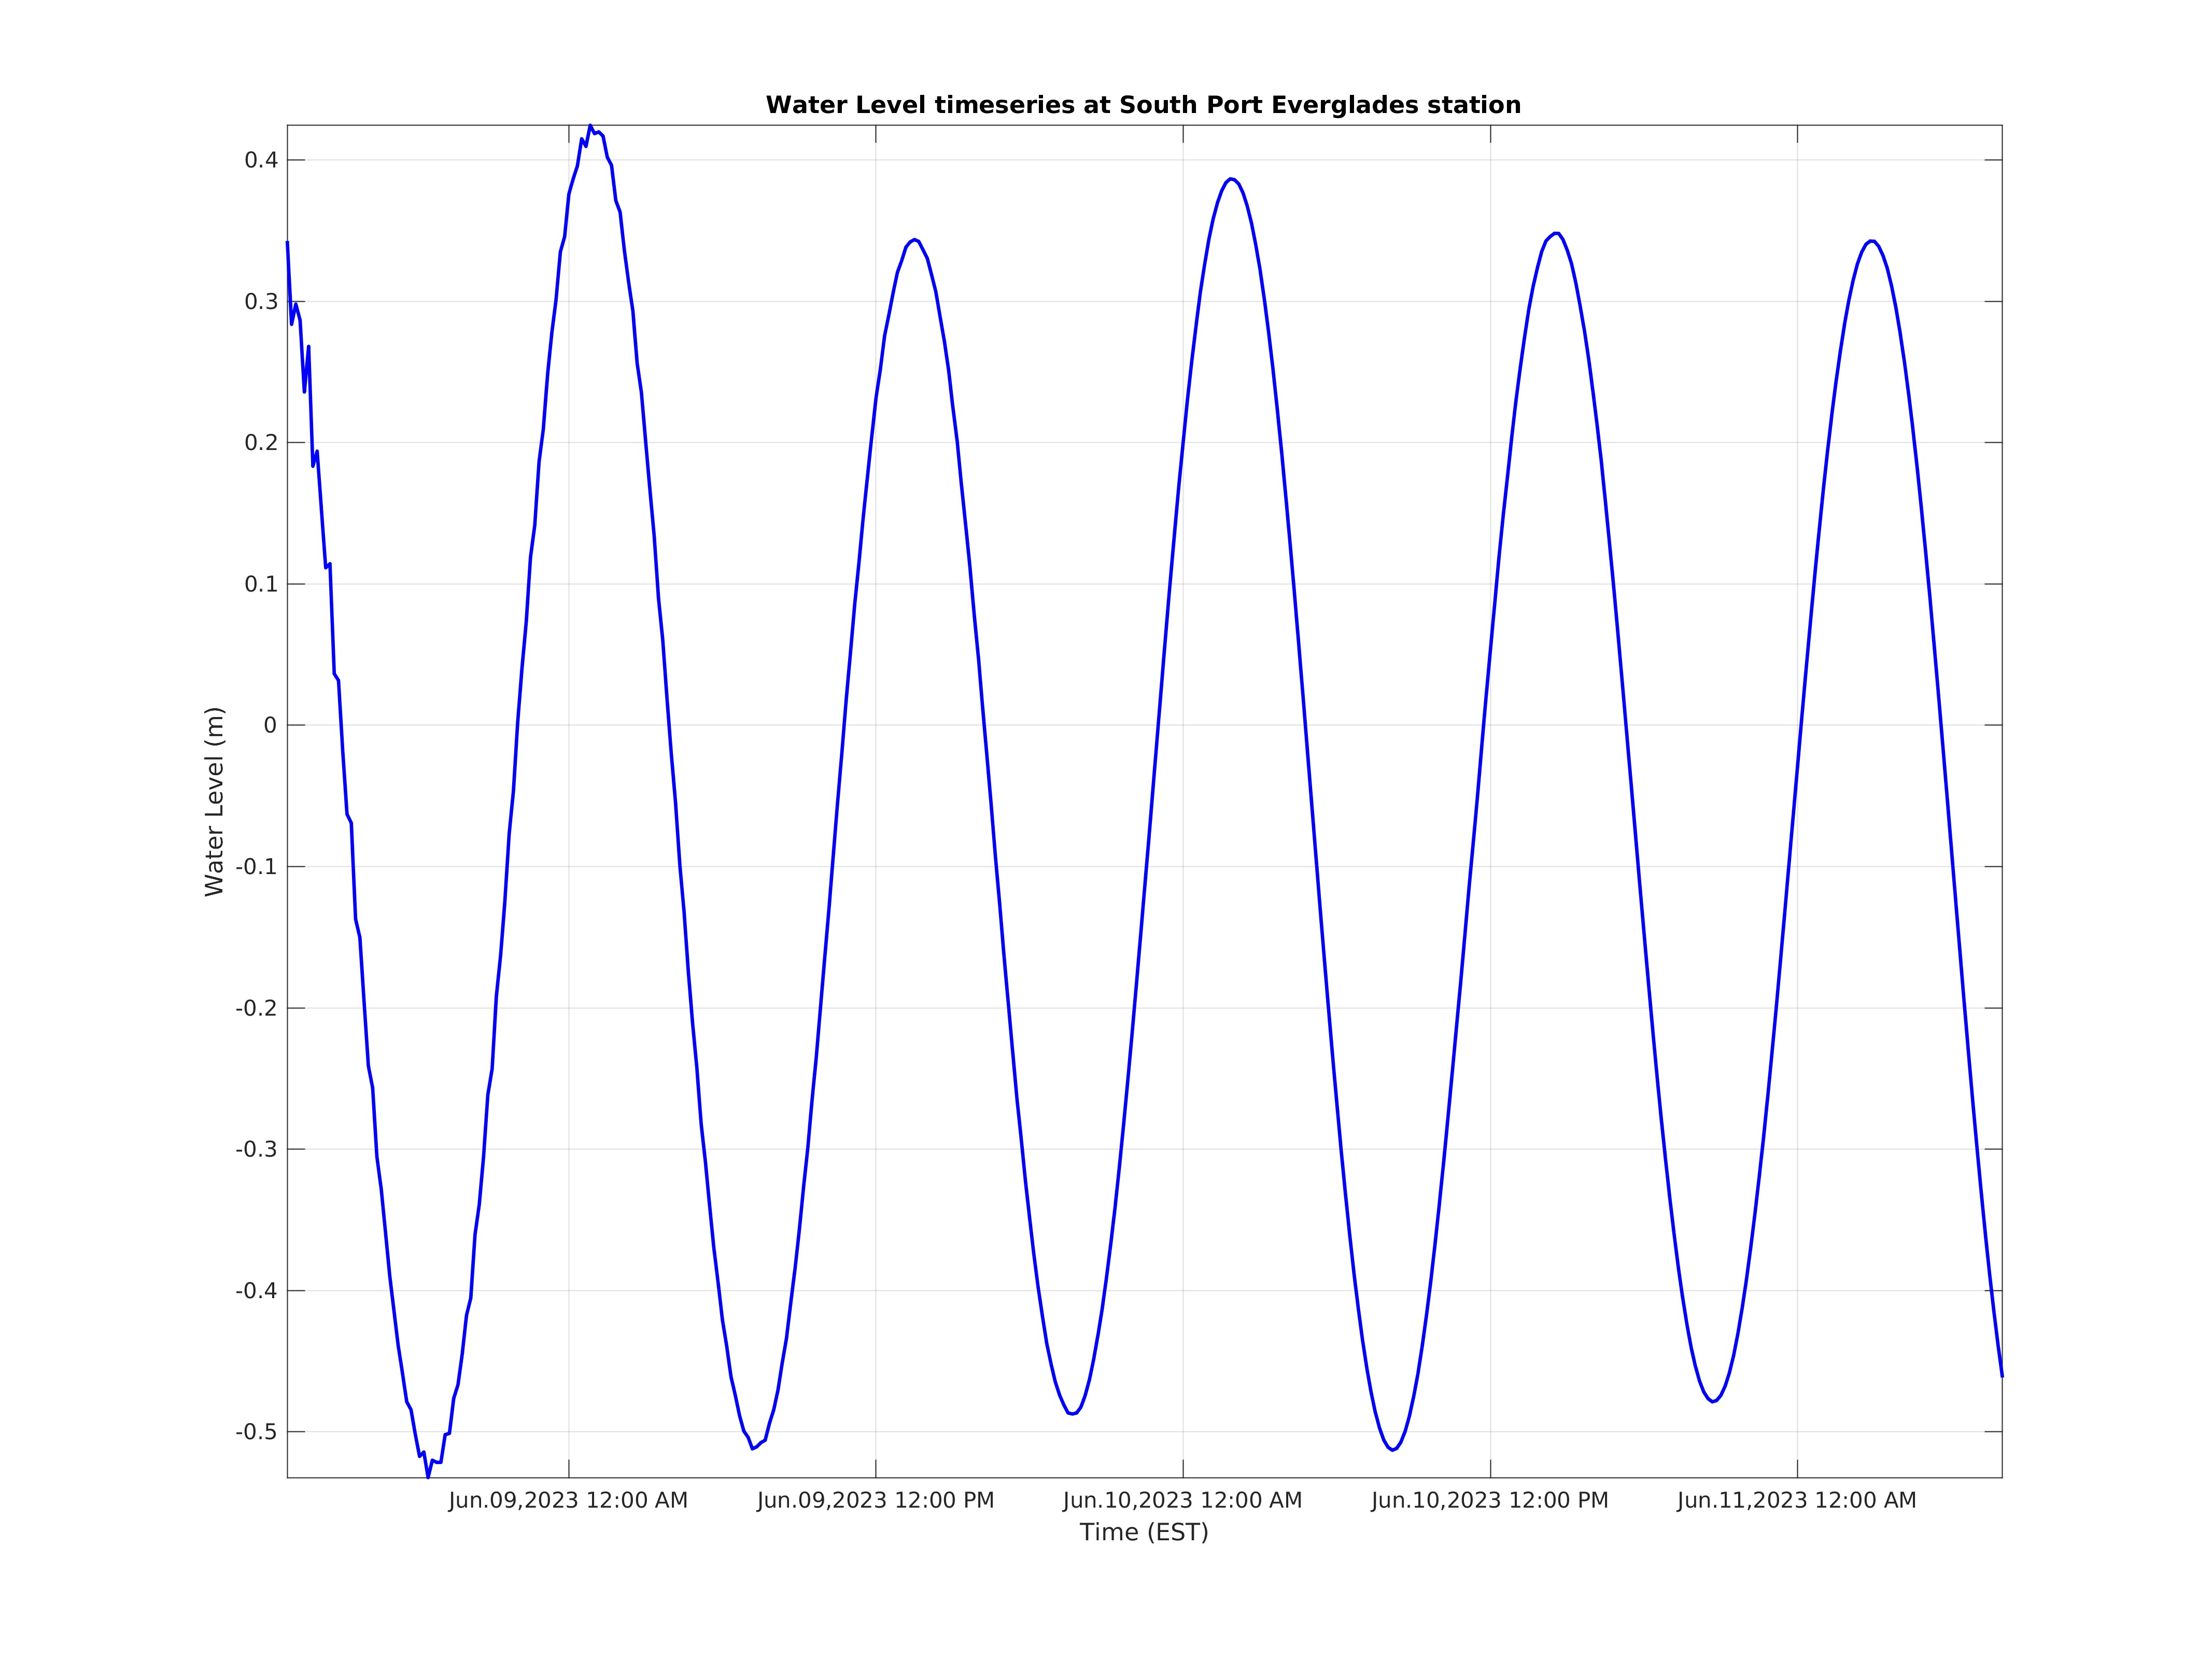 Water Level timeseries at South Port Everglades station
0.4
0.3
0.2
0.1
0
-0.1
-0.2
-0.3
-0.4
-0.5
Water Level (m)
Jun.09,2023 12:00 AM
Jun.09,2023 12:00 PM
Jun.10,2023 12:00 AM
Jun.10,2023 12:00 PM
Jun.11,2023 12:00 AM
Time (EST)